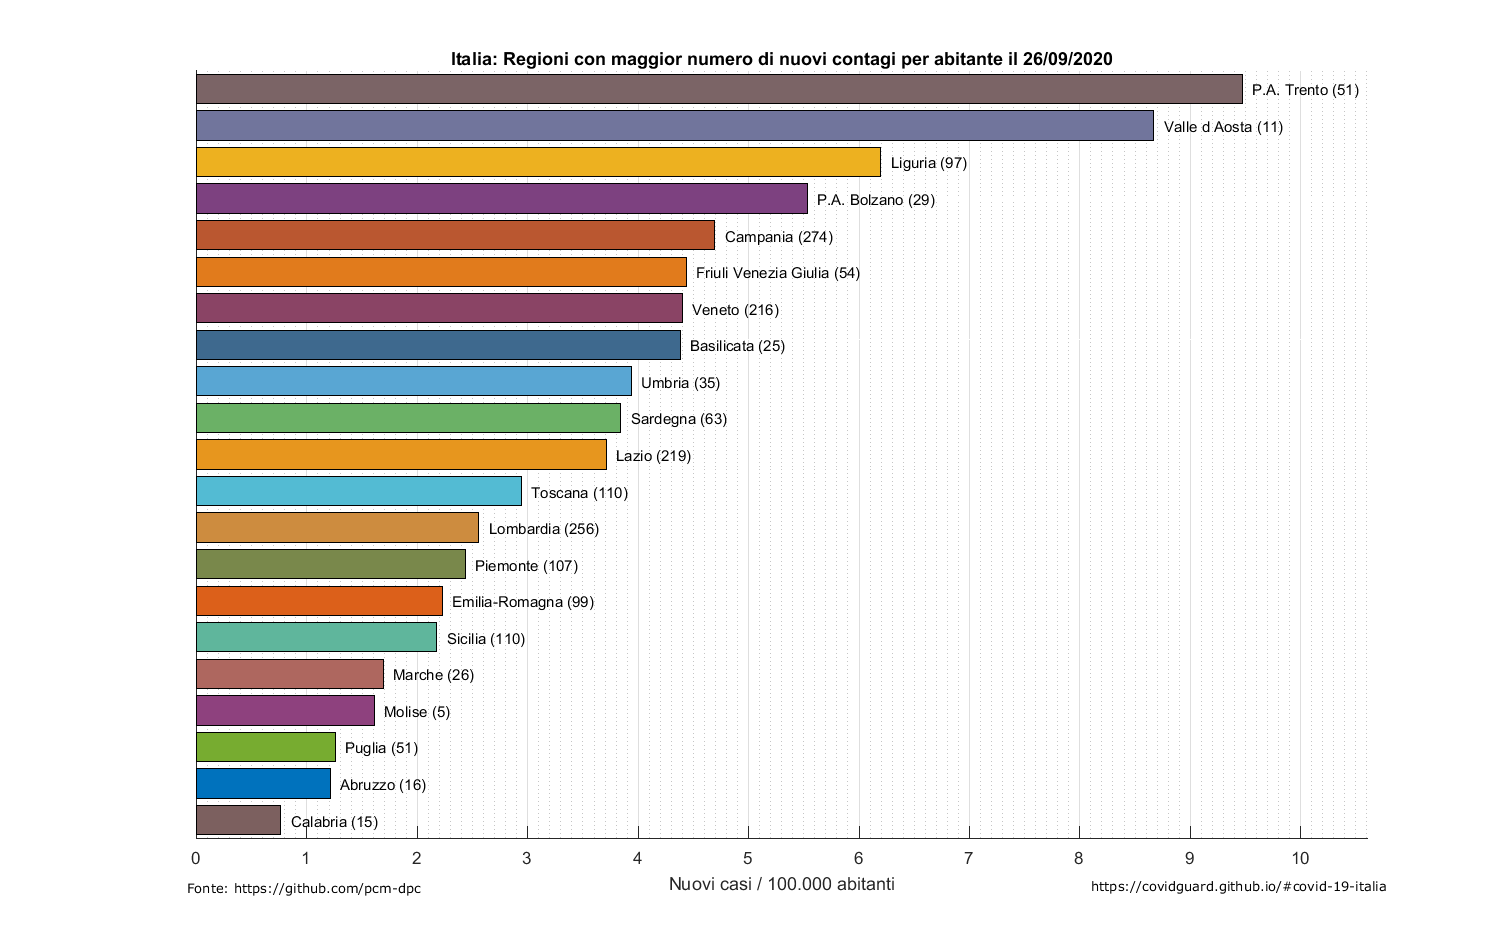 Italia: Regioni con maggior numero di nuovi contagi per abitante il 26/09/2020
P.A. Trento (51)
Valle d Aosta (11)
Liguria (97)
P.A. Bolzano (29)
Campania (274)
Friuli Venezia Giulia (54)
Veneto (216)
Basilicata (25)
Umbria (35)
Sardegna (63)
Lazio (219)
Toscana (110)
Lombardia (256)
Piemonte (107)
Emilia-Romagna (99)
Sicilia (110)
Marche (26)
Molise (5)
Puglia (51)
Abruzzo (16)
Calabria (15)
0 1 2 3 4 5 6 7 8 9 10
Nuovi casi / 100.000 abitanti
Fonte: https://github.com/pcm-dpc
https://covidguard.github.io/#covid-19-italia